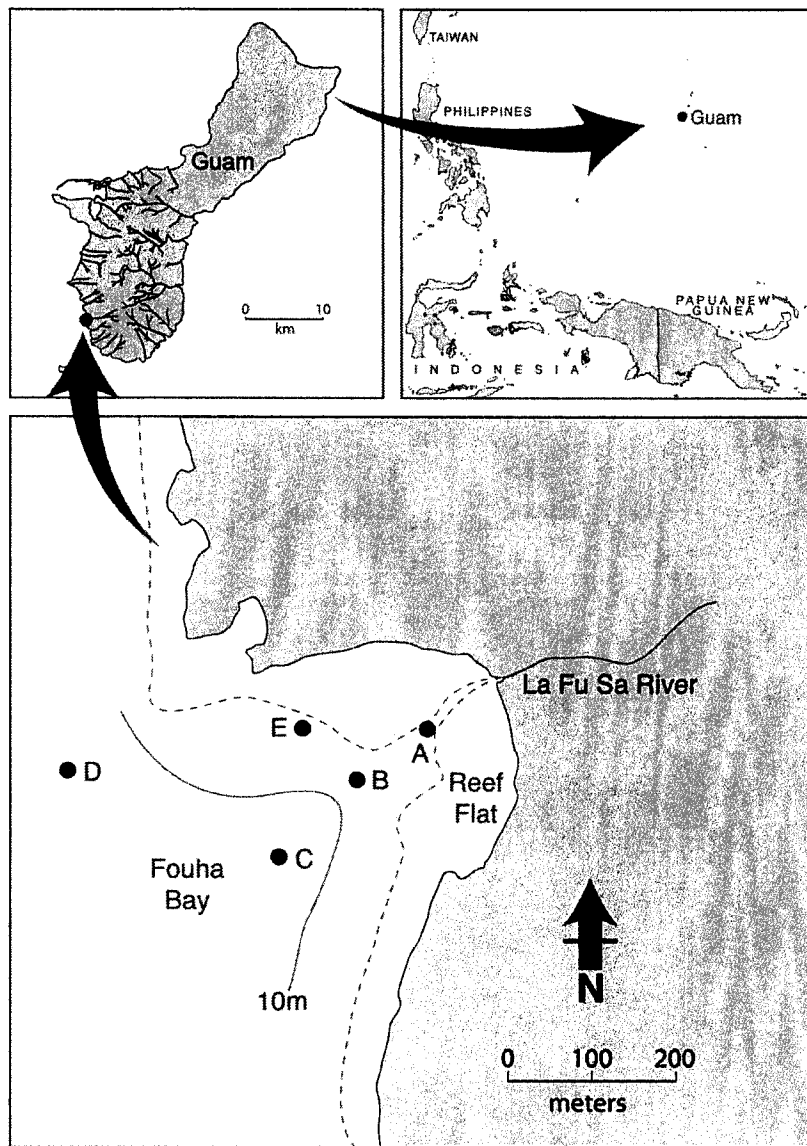 Guam
0 10
km
TAIWAN
PHILIPPINES
Guam
PAPUA NEW
GUINEA
INDONESIA
La Fu Sa River
E
A
D
B
Reef
Flat
C
Fouha
Bay
10m
N
0 100 200
meters